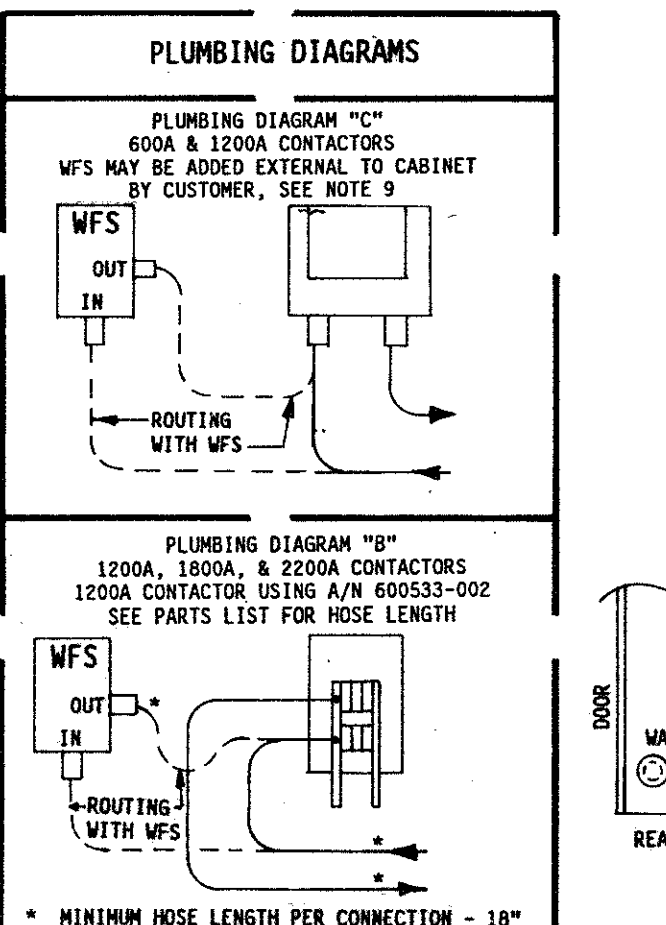 PLUMBING DIAGRAMS
PLUMBING DIAGRAM "C"
600A & 1200A CONTACTORS
WFS MAY BE ADDED EXTERNAL TO CABINET
BY CUSTOMER, SEE NOTE 9
WFS
OUT
IN
ROUTING
WITH WFS
PLUMBING DIAGRAM "B"
1200A, 1800A, & 2200A CONTACTORS
1200A CONTACTOR USING A/N 600533-002
SEE PARTS LIST FOR HOSE LENGTH
WFS
OUT *
IN
ROUTING
WITH WFS
*
*
* MINIMUM HOSE LENGTH PER CONNECTION - 18"
DOOR
WA
REA